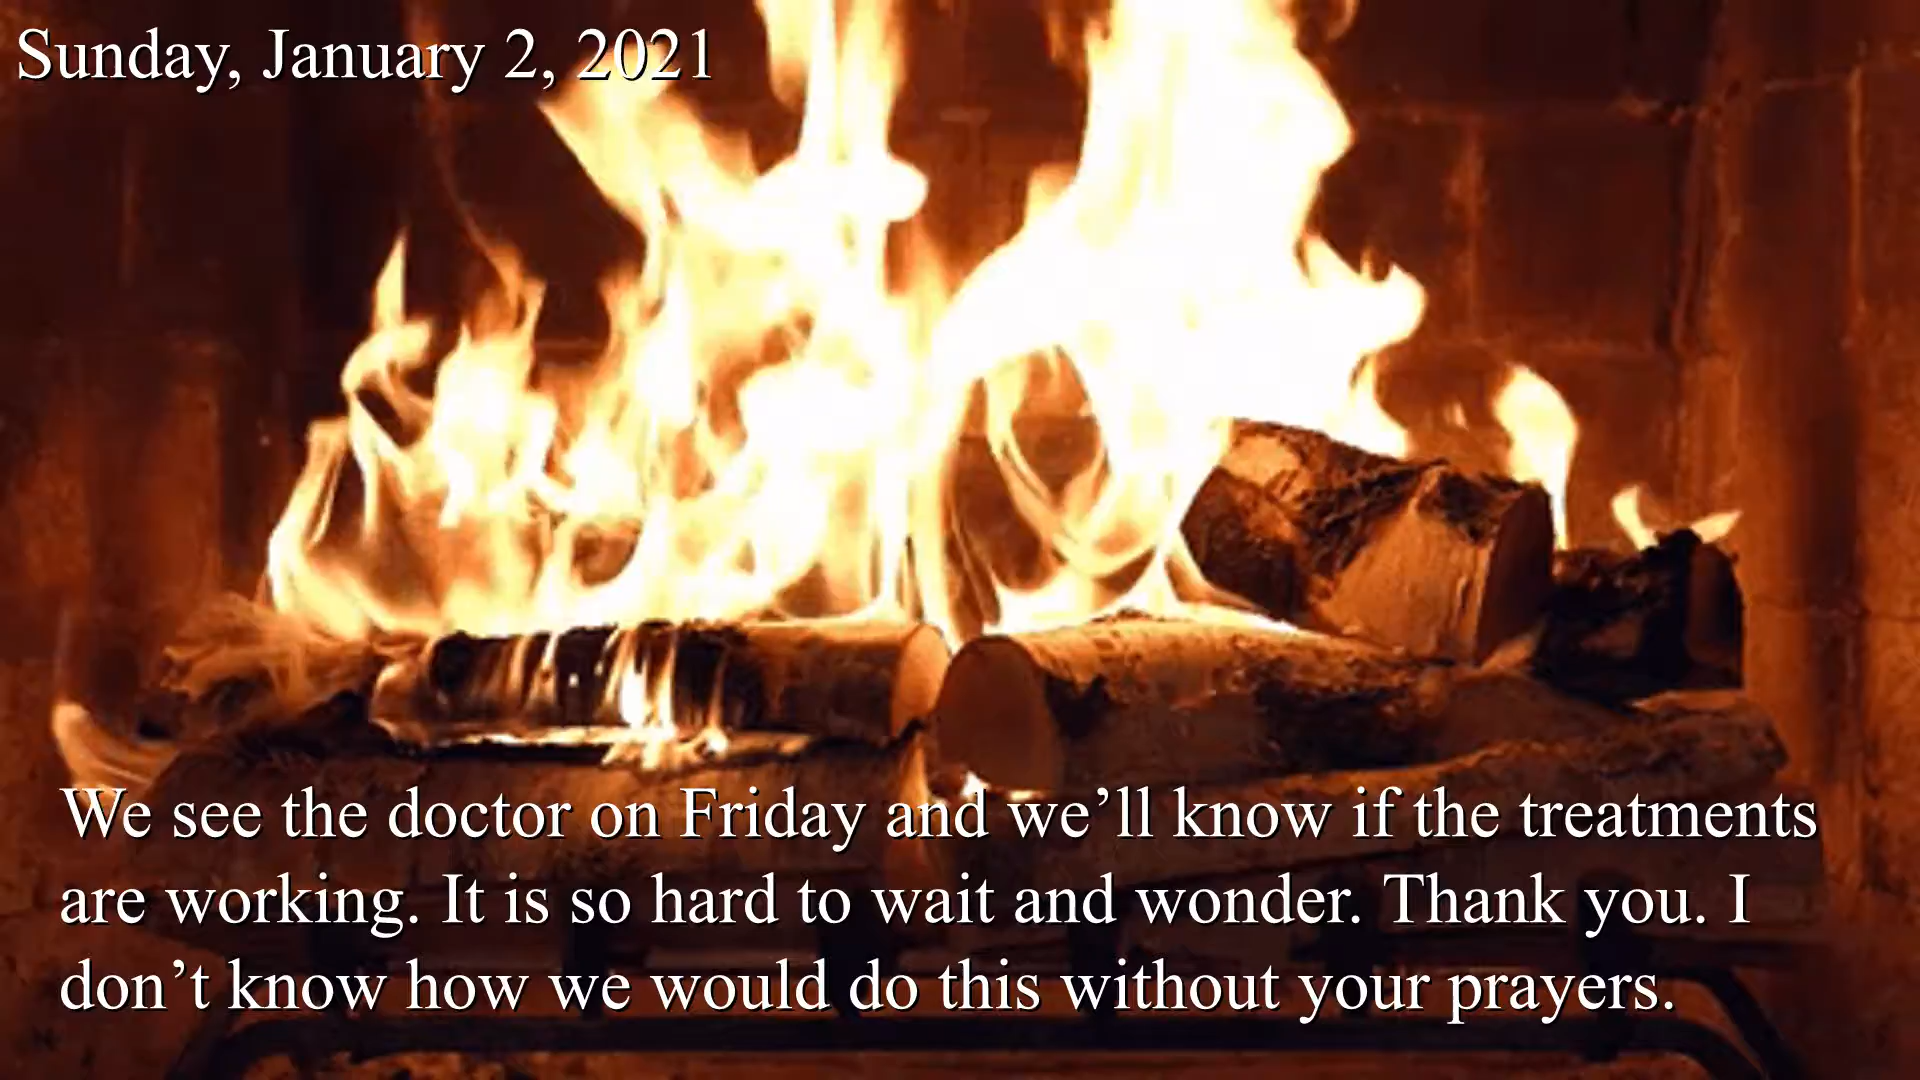 Sunday, January 2, 2021
We see the doctor on Friday and we’ll know if the treatments
are working. It is so hard to wait and wonder. Thank you. I
don’t know how we would do this without your prayers.